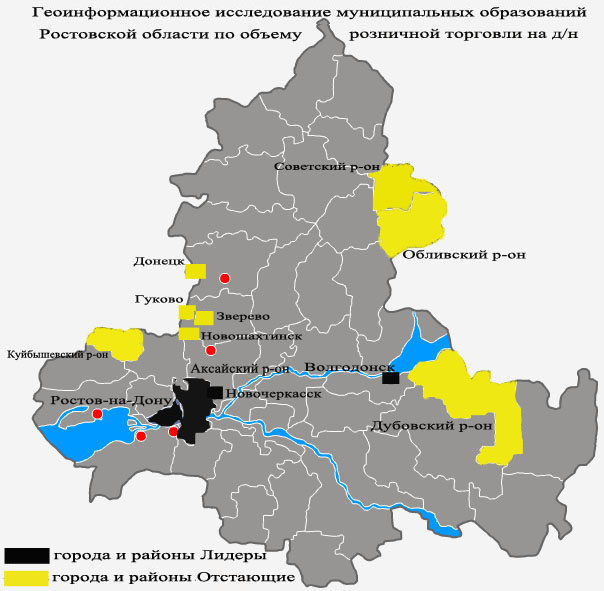 Геоинформационное исследование муниципальных образований
Ростовской области по объему розничной торговли на д/н
Советский р-он
Обливский р-он
Донецк
Гуково
Зверево
Новошахтинск
Куйбышевский р-он
Аксайский р-он
Волгодонск
Ростов-на-Дону
Новочеркасск
Дубовский р-он
города и районы Лидеры
города и районы Отстающие